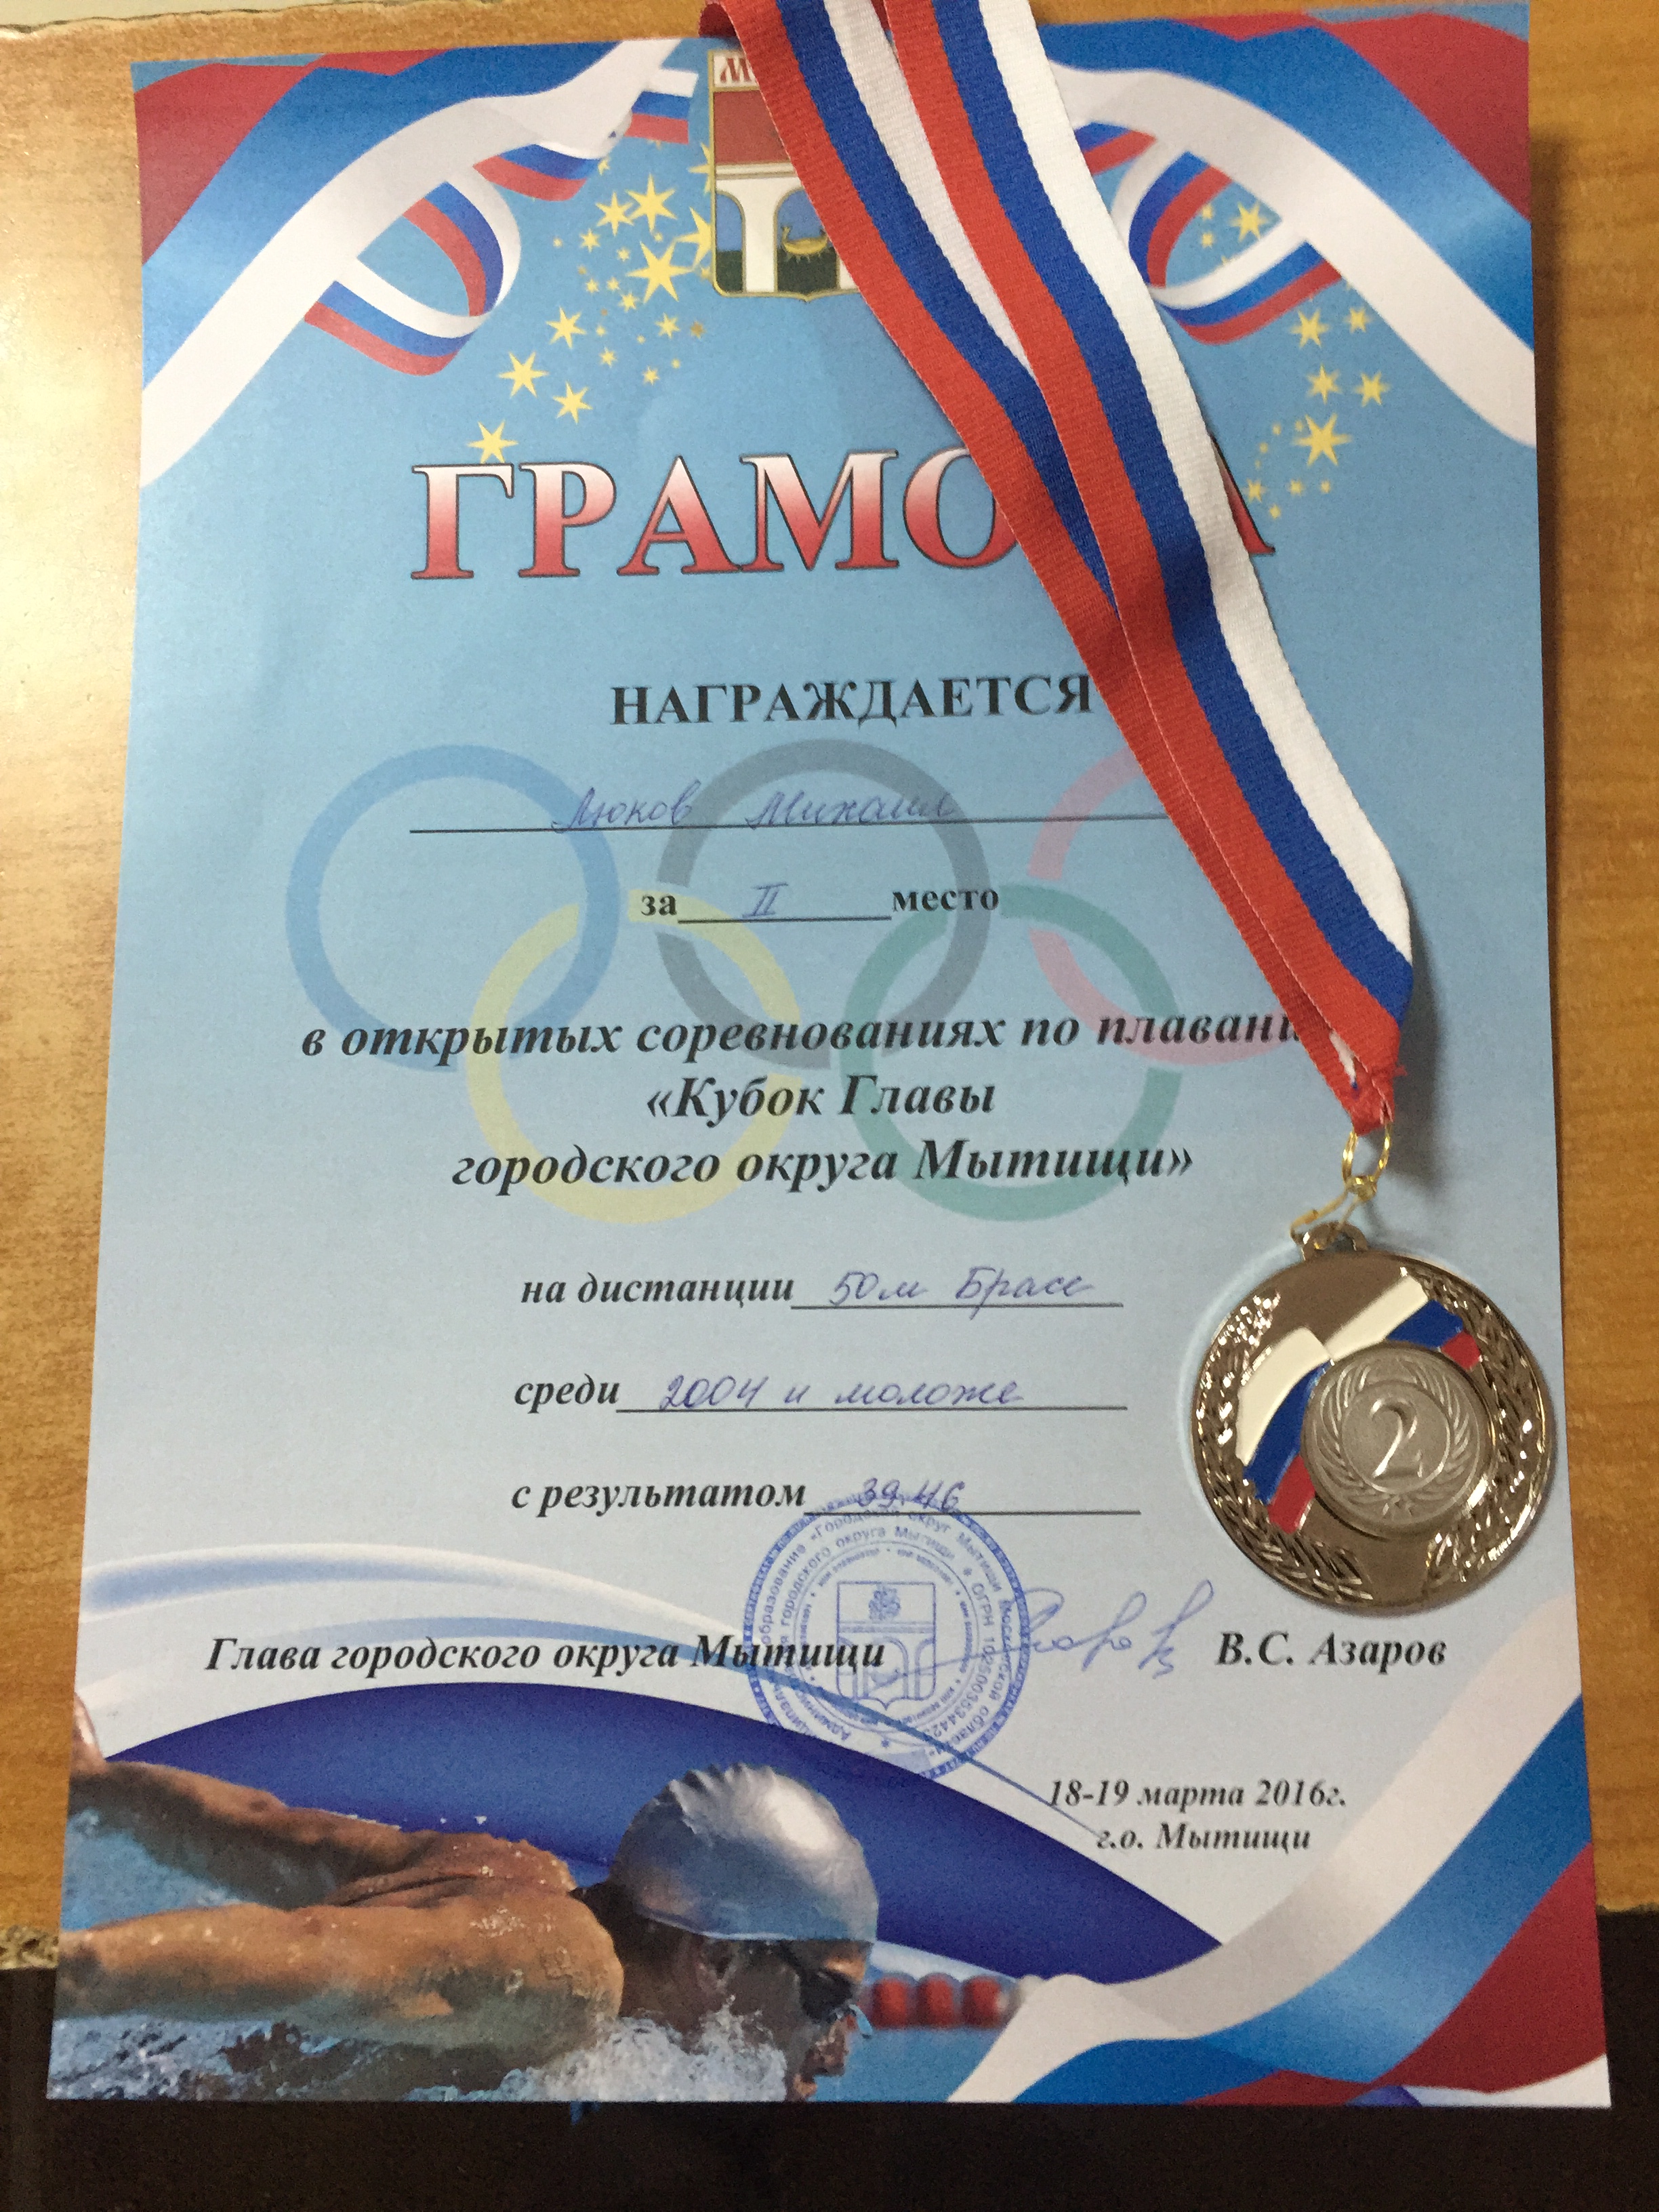 М
ГРАМО А
НАГРАЖДАЕТСЯ
Люков Михаил
за II место
в открытых соревнованиях по плавани
«Кубок Главы
городского округа Мытищи»
на дистанции 50м Брасс
среди 2004 и моложе
с результатом 39.46
2
Глава городского округа Мытищи В.С. Азаров
18-19 марта 2016г.
г.о. Мытищи